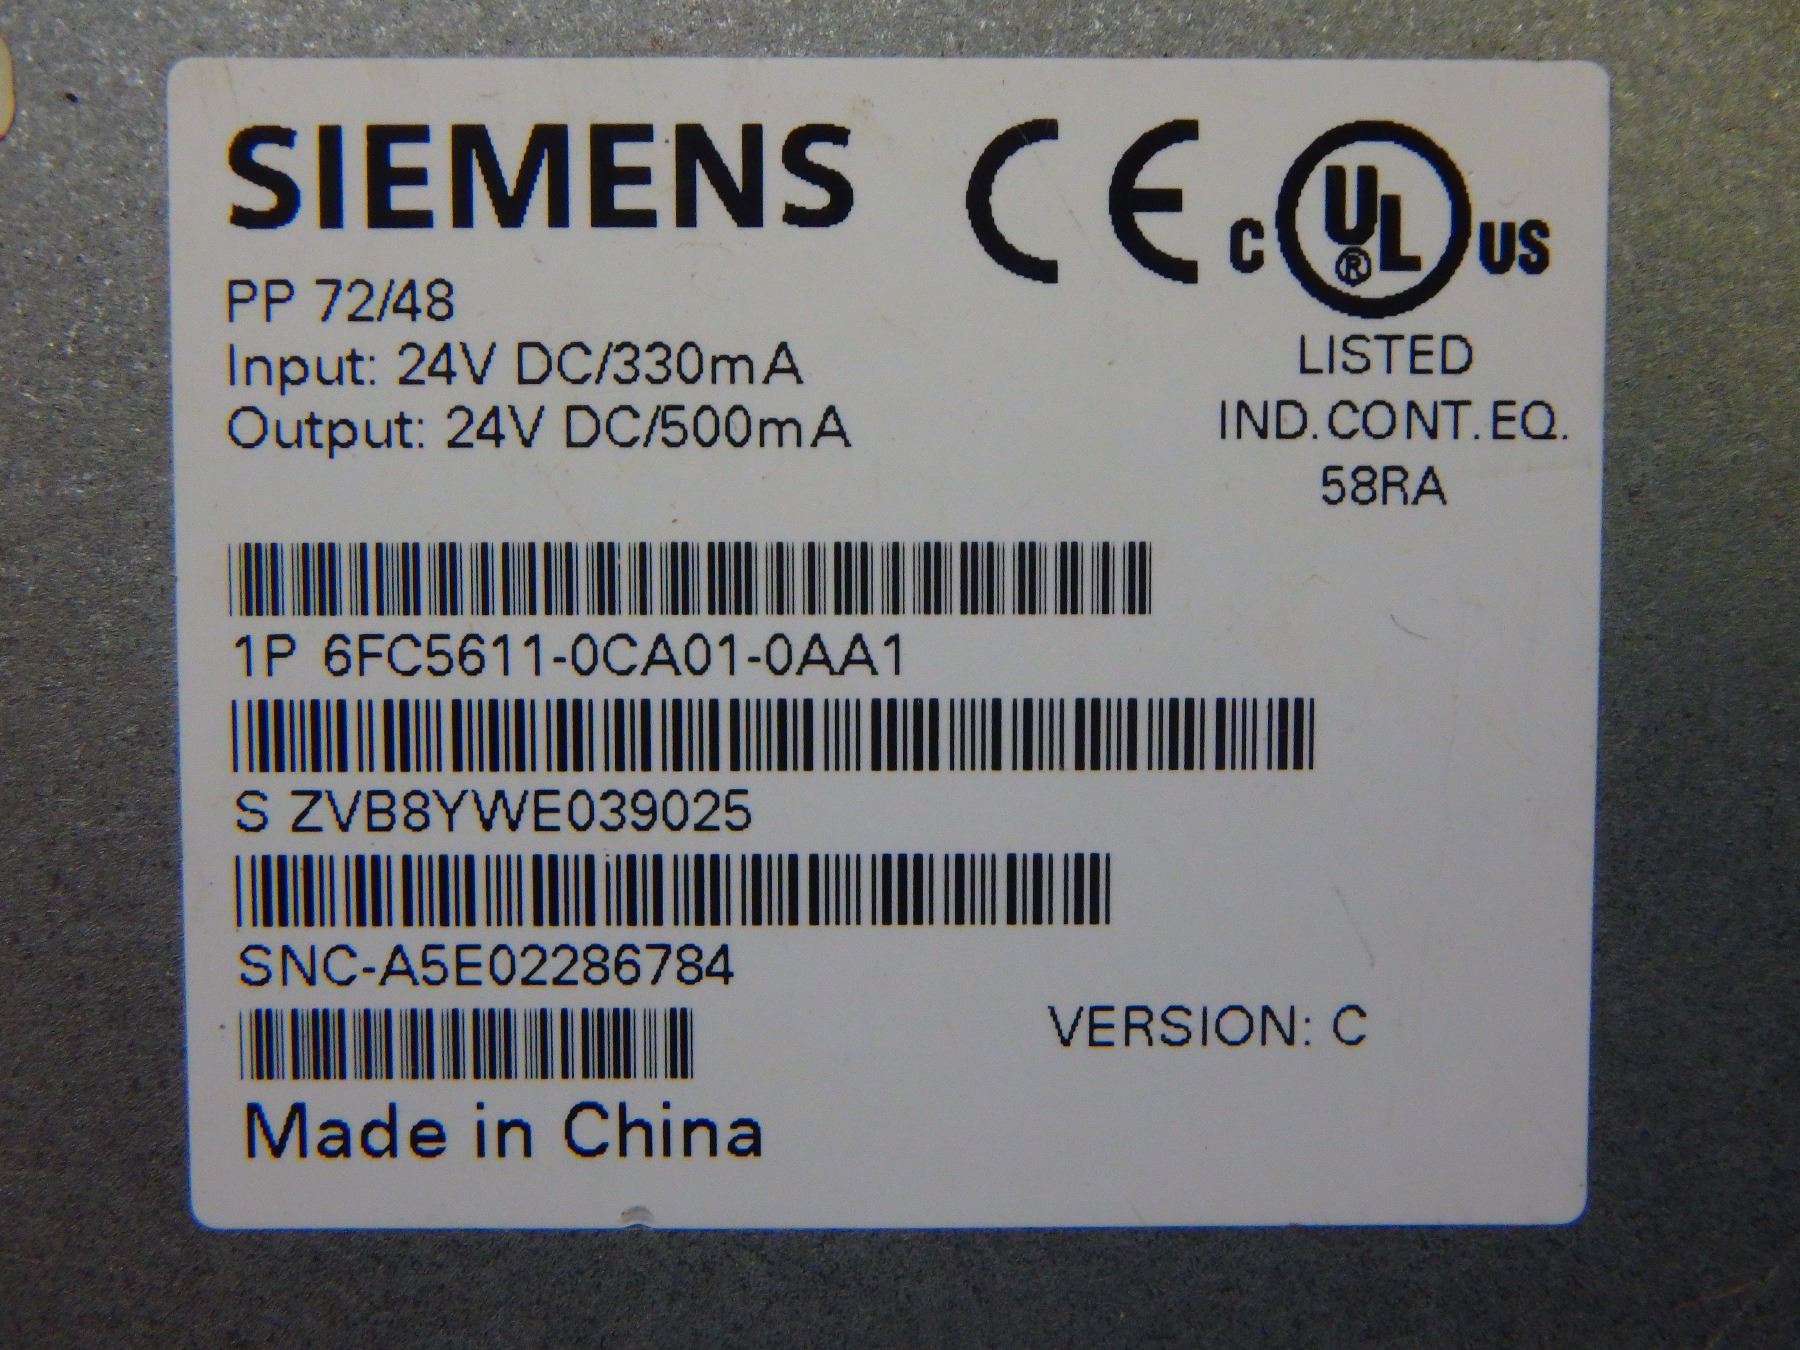 SIEMENS CE C UL® US
PP 72/48
Input: 24V DC/330mA
Output: 24V DC/500mA
LISTED
IND.CONT.EQ.
58RA
1P 6FC5611-0CA01-0AA1
S ZVB8YWE039025
SNC-A5E02286784
VERSION: C
Made in China